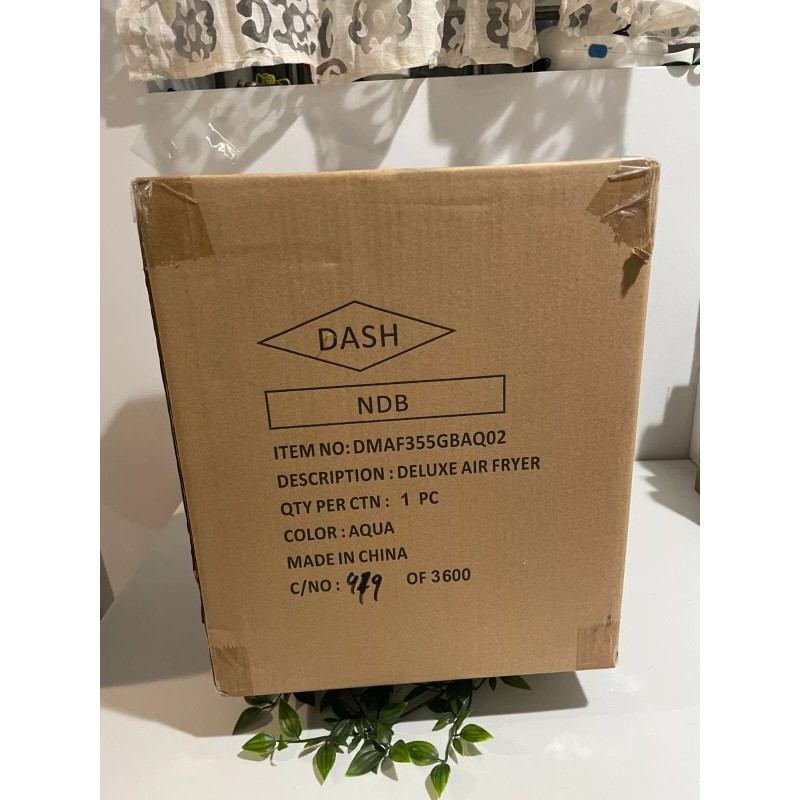 DASH
NDB
ITEM NO: DMAF355GBAQ02
DESCRIPTION : DELUXE AIR FRYER
QTY PER CTN : 1 PC
COLOR : AQUA
MADE IN CHINA
C/NO : OF 3600